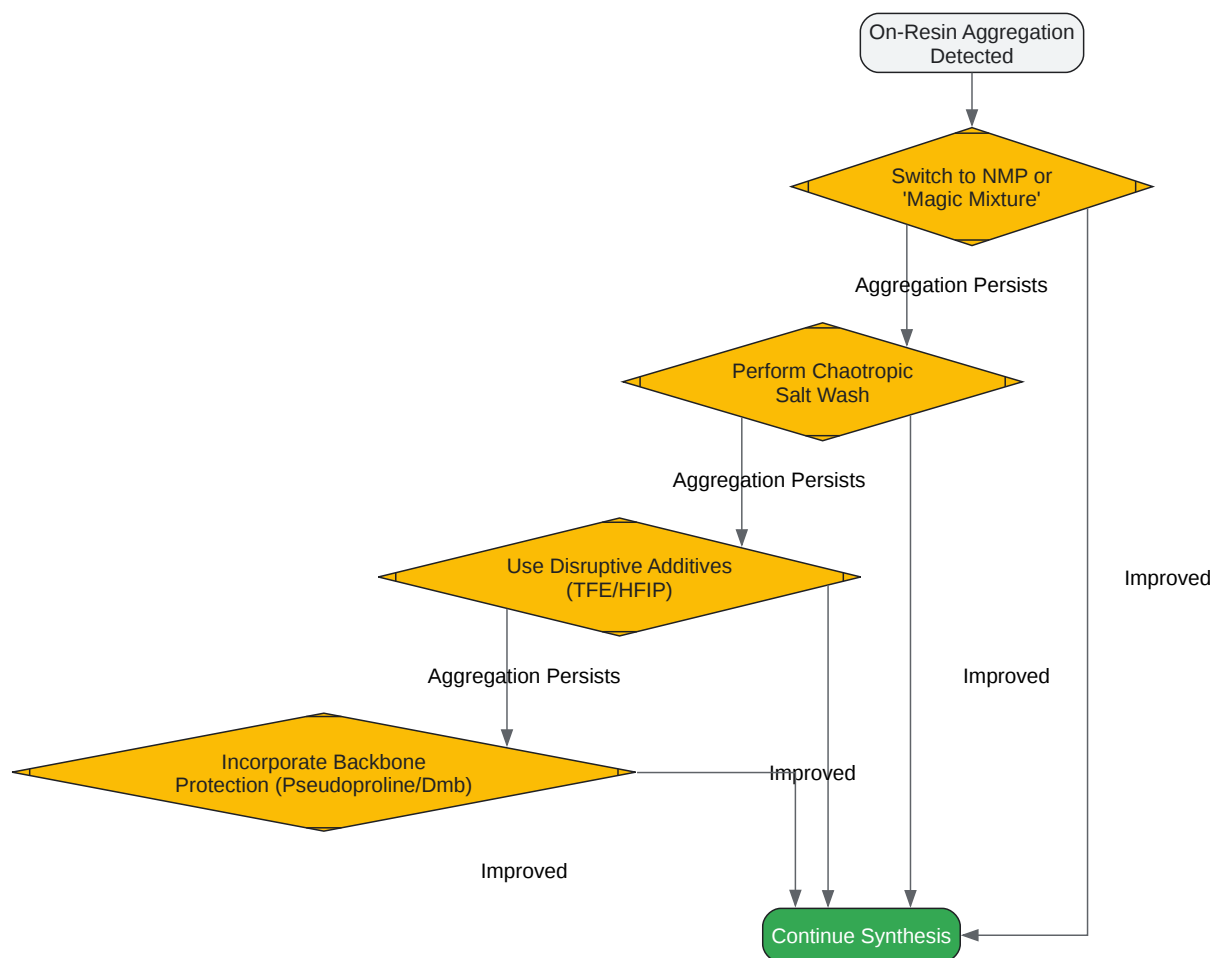 On-Resin Aggregation
Detected
Switch to NMP or
'Magic Mixture'
Aggregation Persists
Perform Chaotropic
Salt Wash
Aggregation Persists
Use Disruptive Additives
(TFE/HFIP)
Improved
Aggregation Persists
Improved
Incorporate Backbone
Protection (Pseudoproline/Dmb)
Improved
Improved
Continue Synthesis